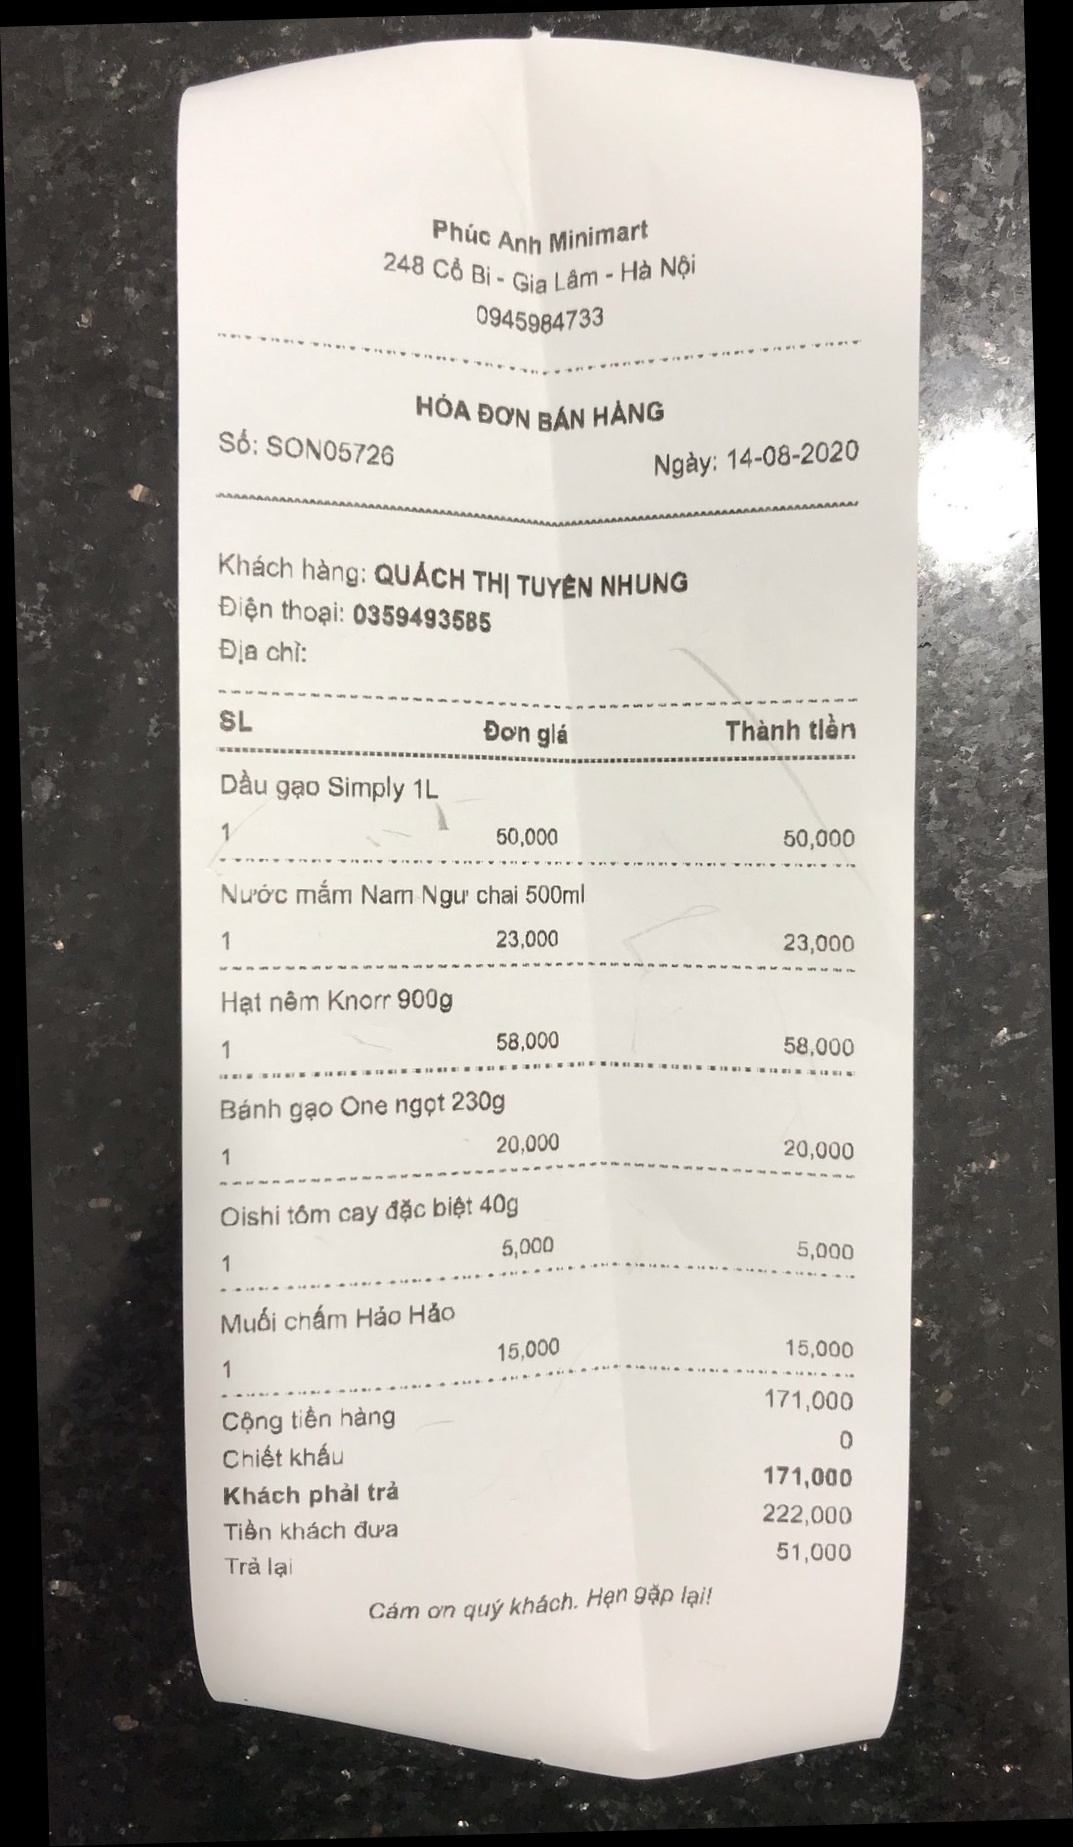 Phúc Anh Minimart
248 Cổ Bi - Gia Lâm - Hà Nội
0945984733
HÓA ĐƠN BÁN HÀNG
Số: SON05726 Ngày: 14-08-2020
Khách hàng: QUÁCH THỊ TUYÊN NHUNG
Điện thoại: 0359493585
Địa chỉ:
SL Đơn giá Thành tiền
Dầu gạo Simply 1L
1 50,000 50,000
Nước mắm Nam Ngư chai 500ml
1 23,000 23,000
Hạt nêm Knorr 900g
1 58,000 58,000
Bánh gạo One ngọt 230g
1 20,000 20,000
Oishi tôm cay đặc biệt 40g
1 5,000 5,000
Muối chấm Hảo Hảo
1 15,000 15,000
Cộng tiền hàng 171,000
Chiết khấu 0
Khách phải trả 171,000
Tiền khách đưa 222,000
Trả lại 51,000
Cám ơn quý khách. Hẹn gặp lại!